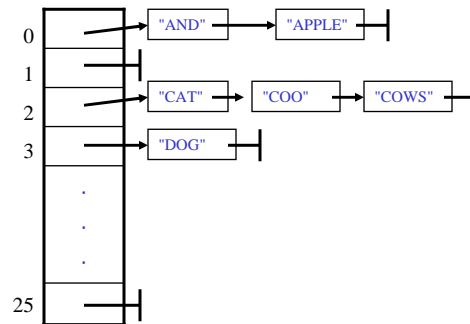 0 "AND" "APPLE"
1
2 "CAT" "COO" "COWS"
3 "DOG"
.
.
.
25